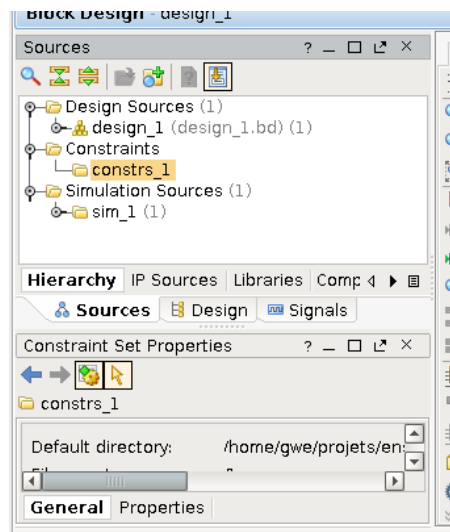 Block Design - design_1
Sources
Design Sources (1)
design_1 (design_1.bd) (1)
Constraints
constrs_1
Simulation Sources (1)
sim_1 (1)
Hierarchy IP Sources Libraries Comp
Sources Design Signals
Constraint Set Properties
constrs_1
Default directory: /home/gwe/projets/en
General Properties